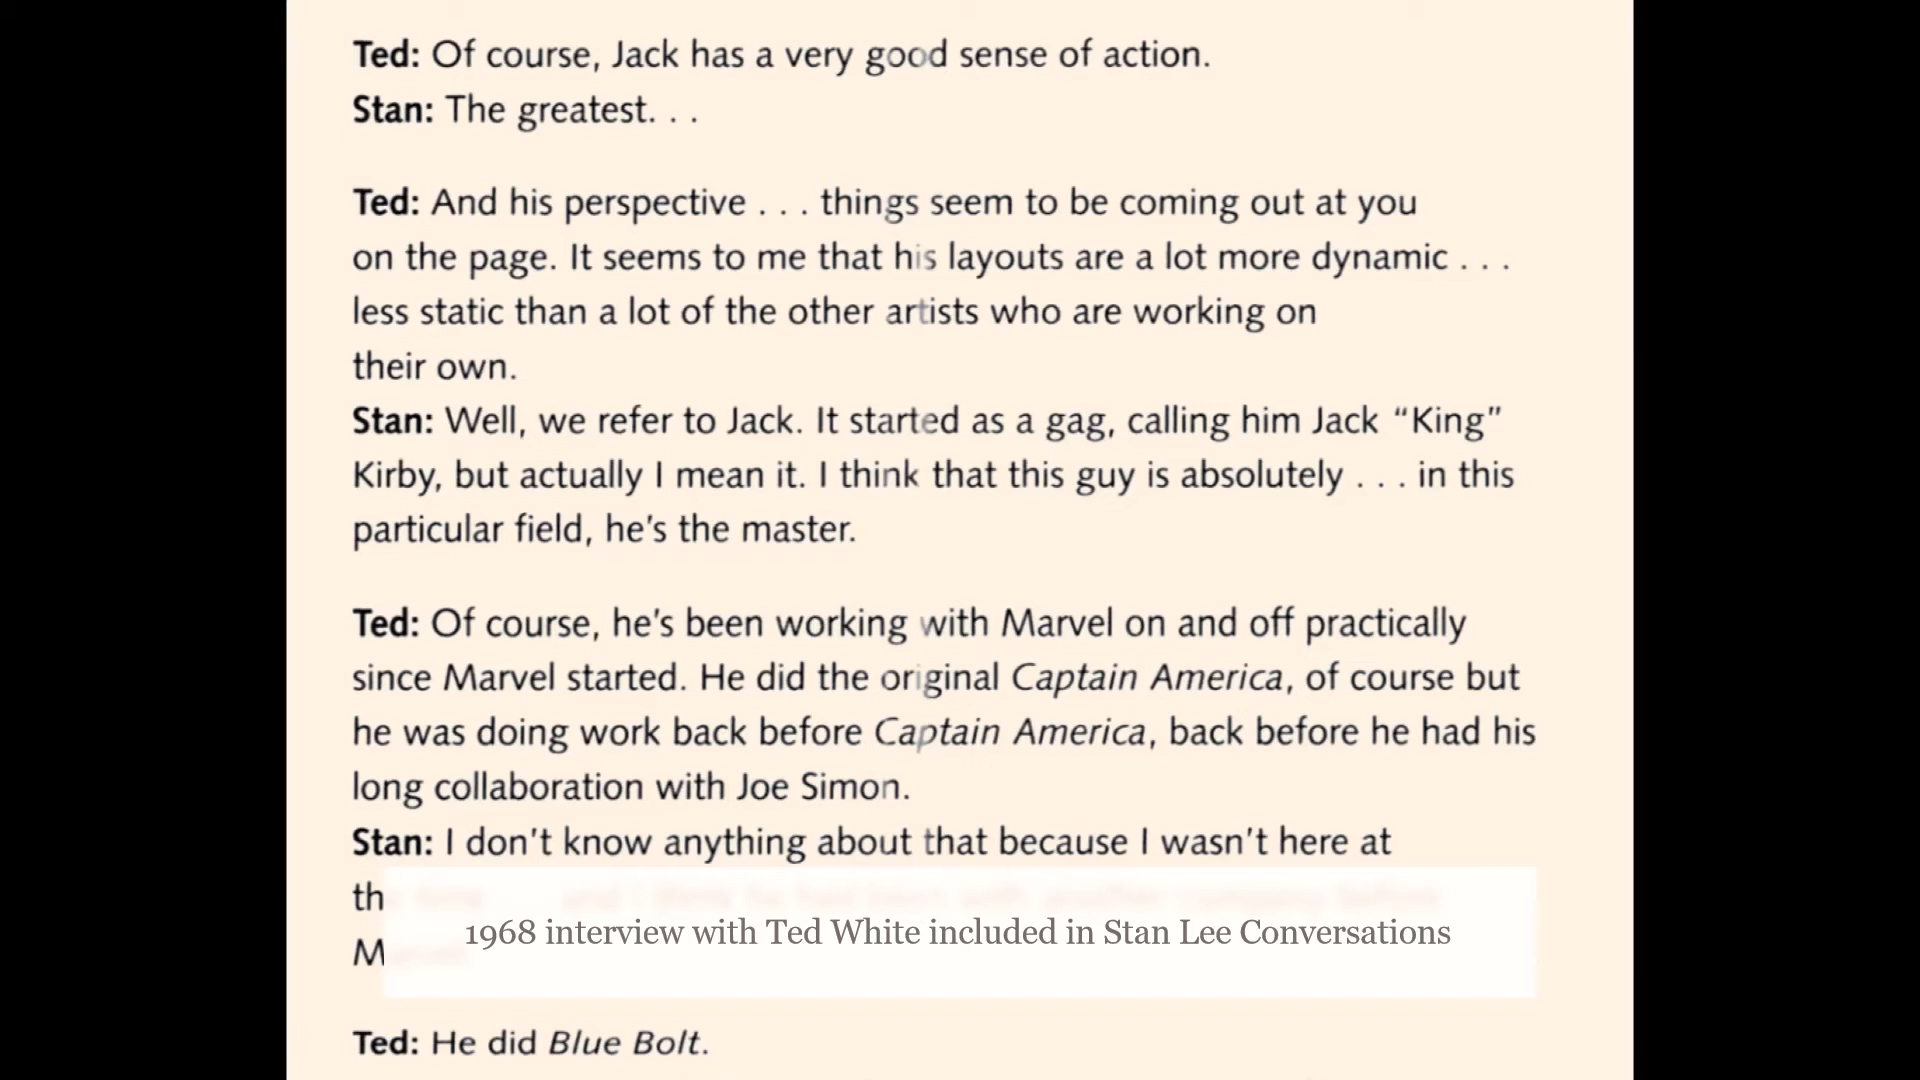 Ted: Of course, Jack has a very good sense of action.
Stan: The greatest. . .
Ted: And his perspective . . . things seem to be coming out at you
on the page. It seems to me that his layouts are a lot more dynamic . . .
less static than a lot of the other artists who are working on
their own.
Stan: Well, we refer to Jack. It started as a gag, calling him Jack “King”
Kirby, but actually I mean it. I think that this guy is absolutely . . . in this
particular field, he’s the master.
Ted: Of course, he’s been working with Marvel on and off practically
since Marvel started. He did the original Captain America, of course but
he was doing work back before Captain America, back before he had his
long collaboration with Joe Simon.
Stan: I don’t know anything about that because I wasn’t here at
1968 interview with Ted White included in Stan Lee Conversations
Ted: He did Blue Bolt.